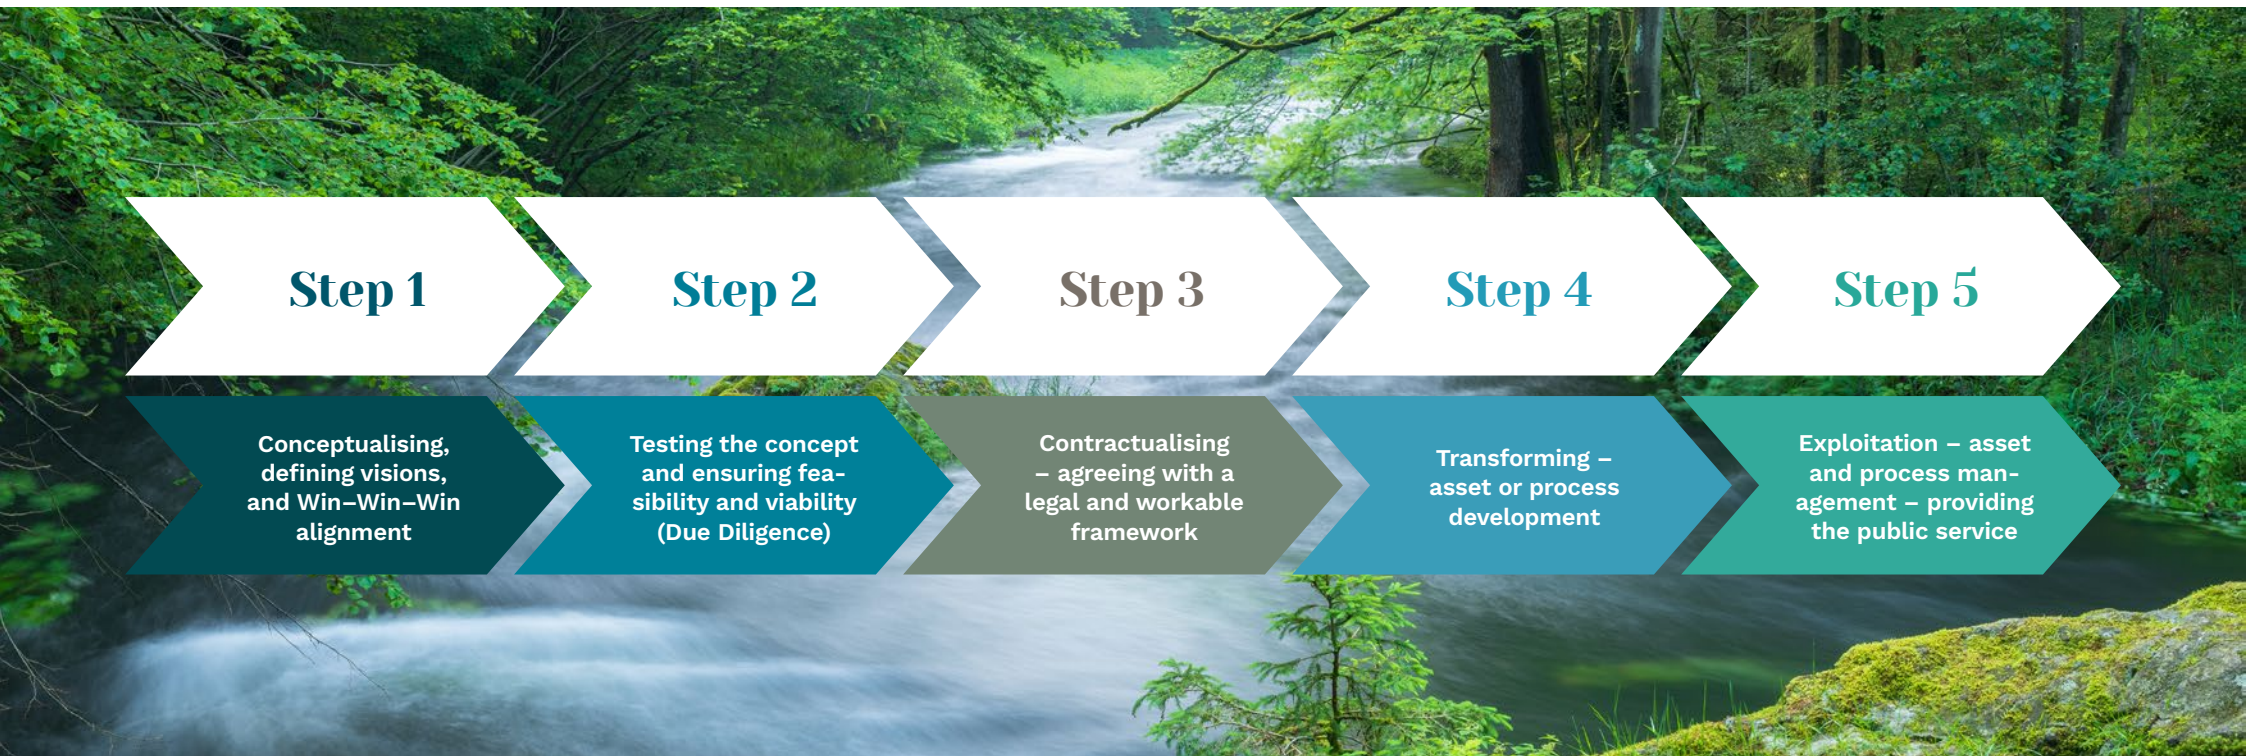 Step 1
Step 2
Step 3
Step 4
Step 5
Conceptualising,
defining visions,
and Win–Win–Win
alignment
Testing the concept
and ensuring fea-
sibility and viability
(Due Diligence)
Contractualising
– agreeing with a
legal and workable
framework
Transforming –
asset or process
development
Exploitation – asset
and process man-
agement – providing
the public service